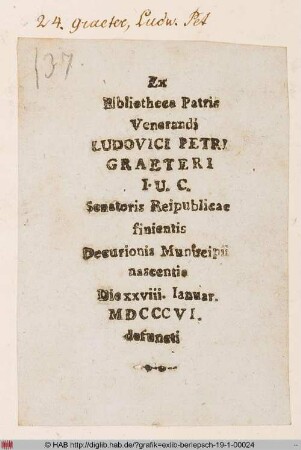 24. Graeter, Ludw. Pet
137.
Ex
Bibliotheca Patris
Venerandi
LUDOVICI PETRI
GRAETERI
I. U. C.
Senatoris Reipublicae
finientis
Decurionis Municipii
nascentis
Die xxviii. Ianuar.
MDCCCVI.
defuncti
© HAB http://diglib.hab.de/?grafik=exlib-berlepsch-19-1-00024